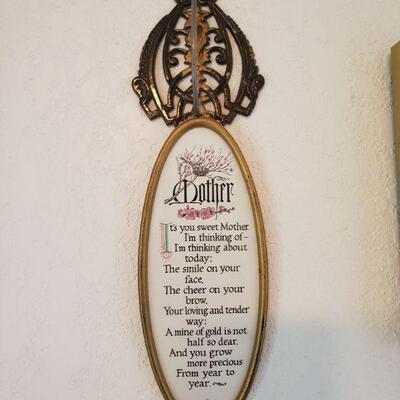 Mother
It's you sweet Mother
I'm thinking of—
I'm thinking about
today;
The smile on your
face,
The cheer on your
brow,
Your loving and tender
way;
A mine of gold is not
half so dear,
And you grow
more precious
From year to
year.